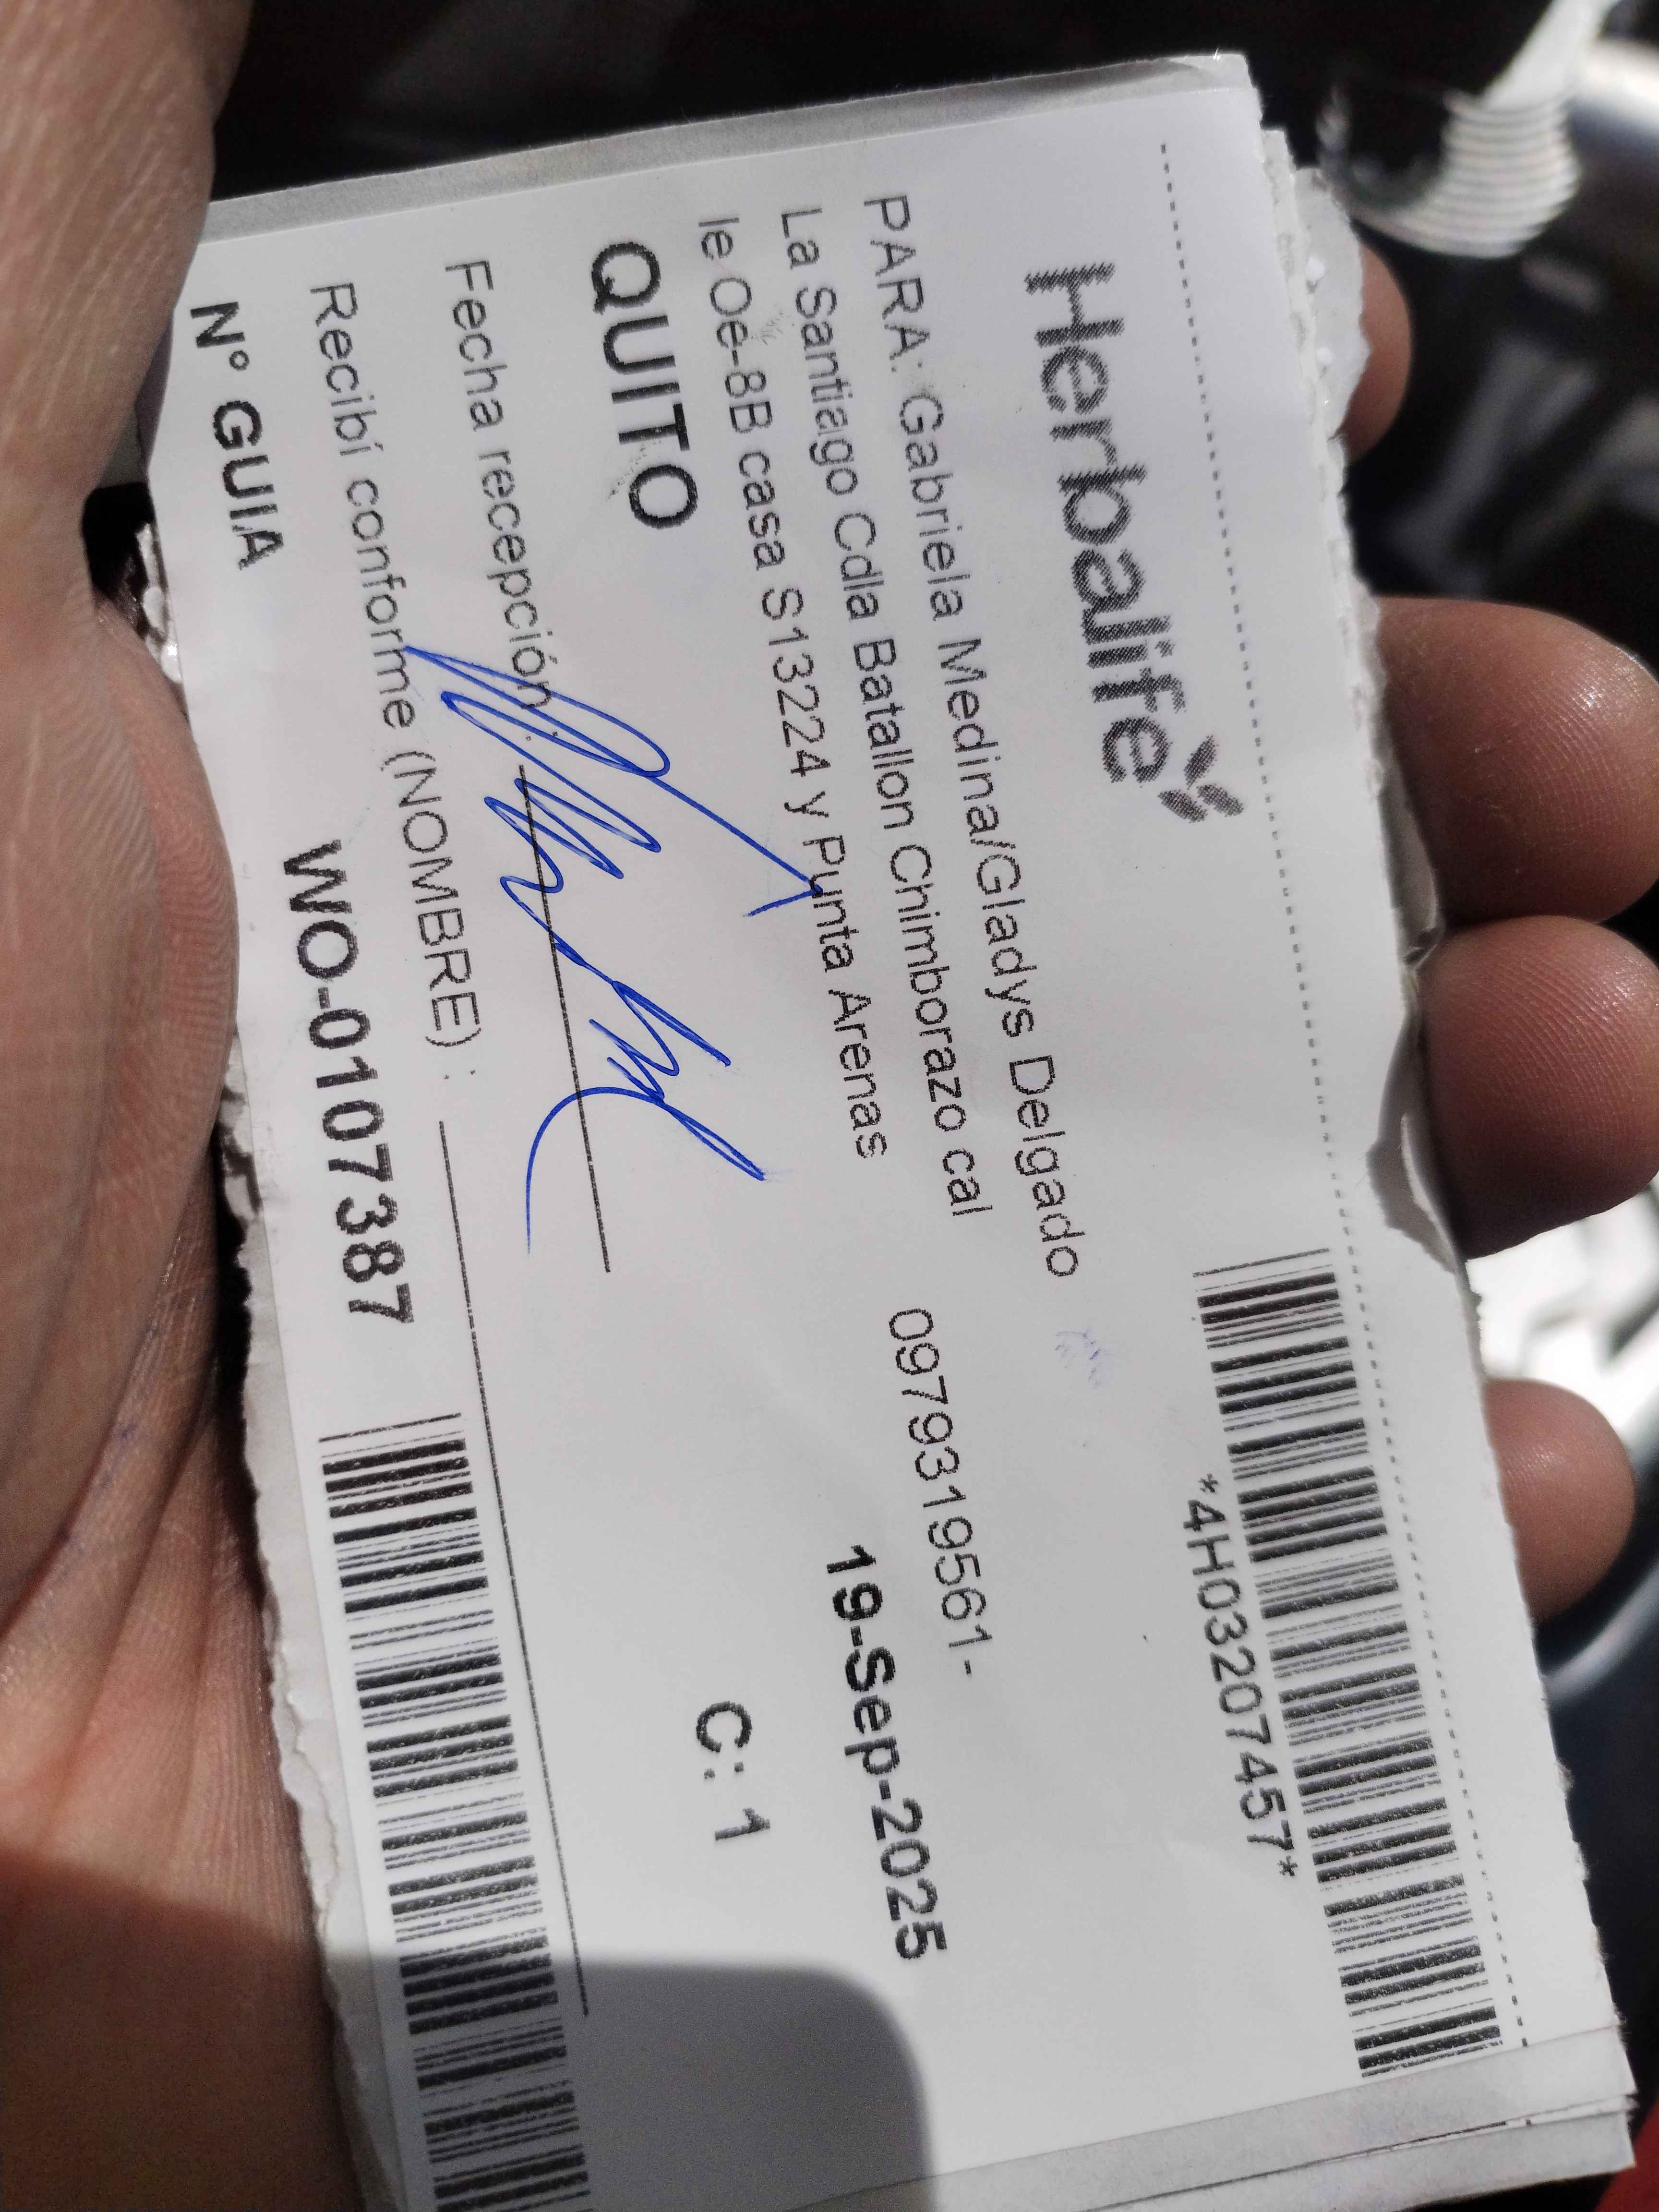 Herbalife
*4H03207457*
PARA: Gabriela Medina/Gladys Delgado
La Santiago Cdla Batallon Chimborazo cal
0979319561-
le Oe-8B casa S13224 y Punta Arenas
19-Sep-2025
QUITO
C: 1
Fecha recepción :
Recibí conforme (NOMBRE) :
N° GUIA WO-0107387